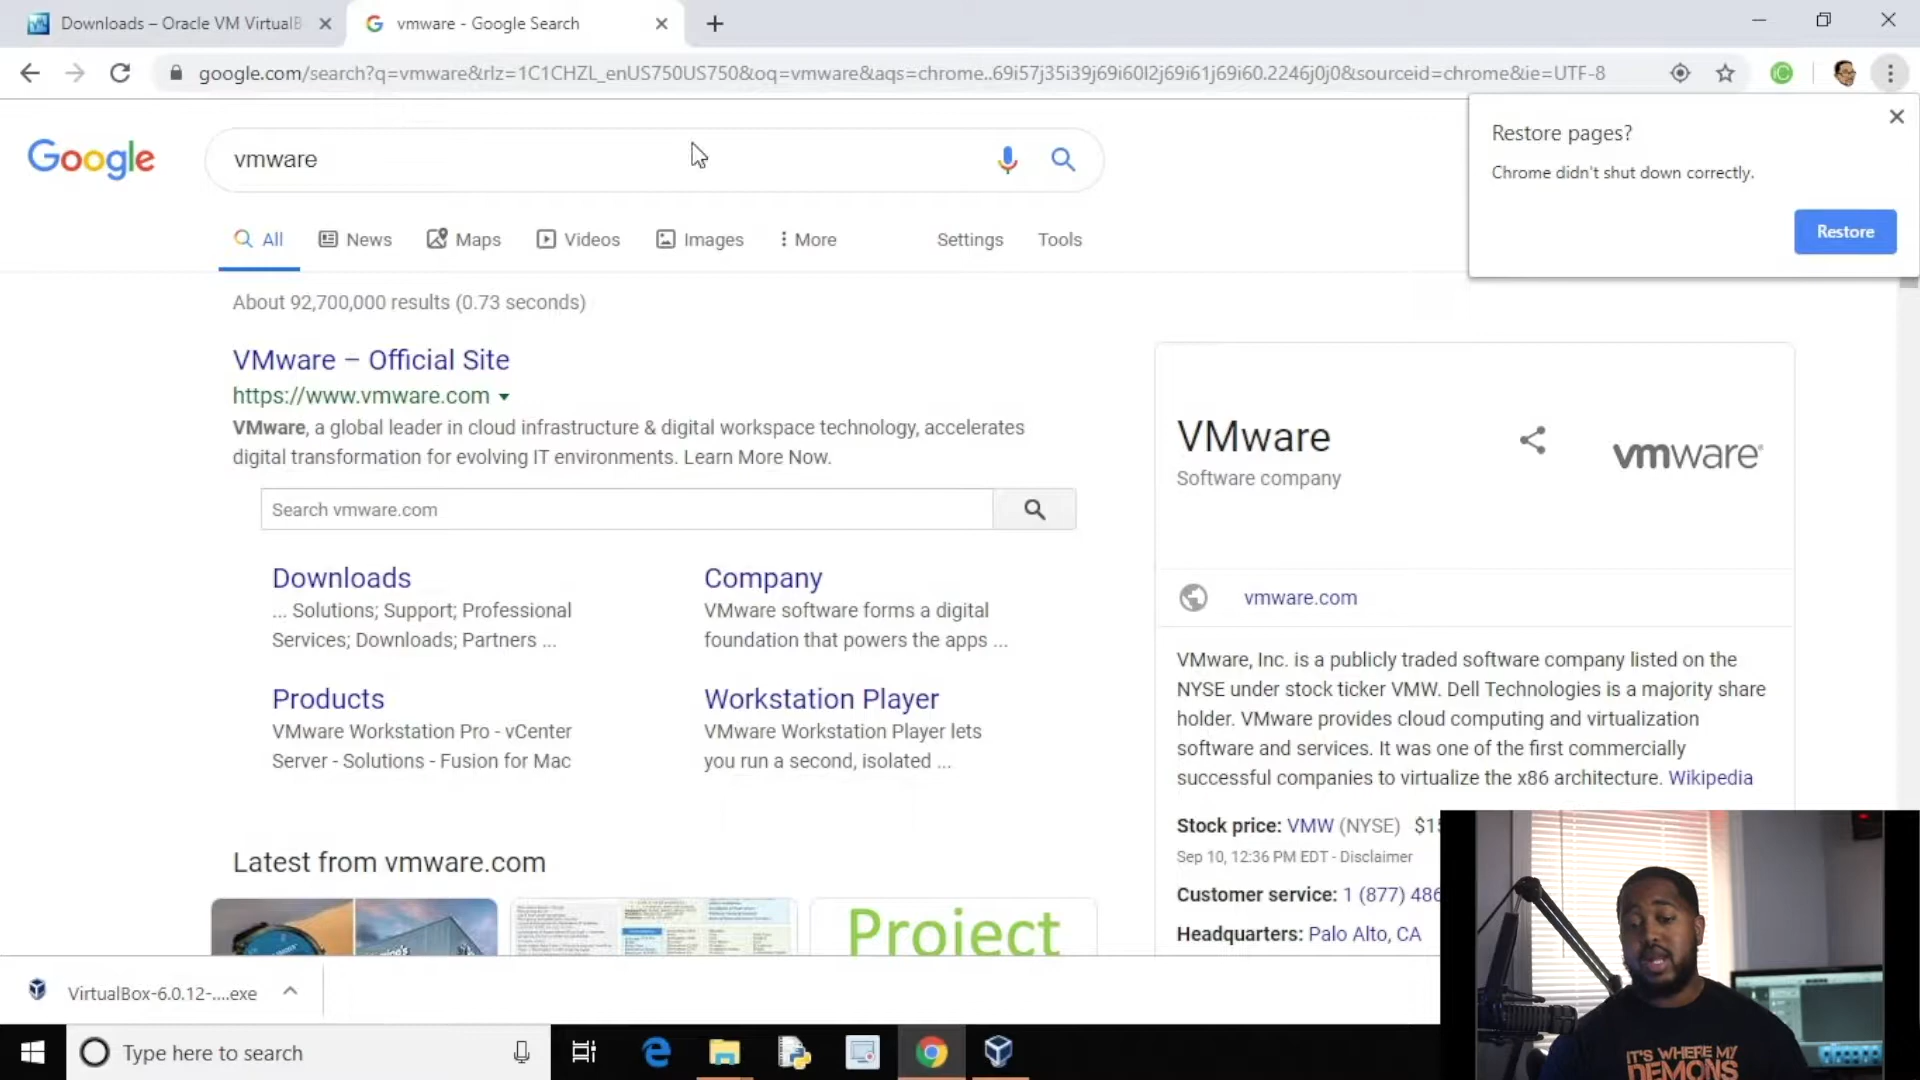 Downloads – Oracle VM VirtualB
vmware - Google Search
google.com/search?q=vmware&rlz=1C1CHZL_enUS750US750&oq=vmware&aqs=chrome..69i57j35i39j69i60l2j69i61j69i60.2246j0j0&sourceid=chrome&ie=UTF-8
Restore pages?
Chrome didn't shut down correctly.
Restore
Google
vmware
All
News
Maps
Videos
Images
More
Settings
Tools
About 92,700,000 results (0.73 seconds)
VMware – Official Site
https://www.vmware.com
VMware, a global leader in cloud infrastructure & digital workspace technology, accelerates
digital transformation for evolving IT environments. Learn More Now.
Search vmware.com
Downloads
... Solutions; Support; Professional
Services; Downloads; Partners ...
Company
VMware software forms a digital
foundation that powers the apps ...
Products
VMware Workstation Pro - vCenter
Server - Solutions - Fusion for Mac
Workstation Player
VMware Workstation Player lets
you run a second, isolated ...
Latest from vmware.com
Project
VMware
Software company
vmware
vmware.com
VMware, Inc. is a publicly traded software company listed on the
NYSE under stock ticker VMW. Dell Technologies is a majority share
holder. VMware provides cloud computing and virtualization
software and services. It was one of the first commercially
successful companies to virtualize the x86 architecture. Wikipedia
Stock price: VMW (NYSE) $15
Sep 10, 12:36 PM EDT - Disclaimer
Customer service: 1 (877) 486
Headquarters: Palo Alto, CA
IT'S WHERE MY
DEMONS
VirtualBox-6.0.12-....exe
Type here to search